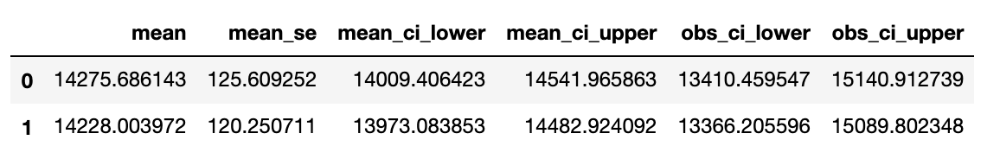 mean mean_se mean_ci_lower mean_ci_upper obs_ci_lower obs_ci_upper
0 14275.686143 125.609252 14009.406423 14541.965863 13410.459547 15140.912739
1 14228.003972 120.250711 13973.083853 14482.924092 13366.205596 15089.802348